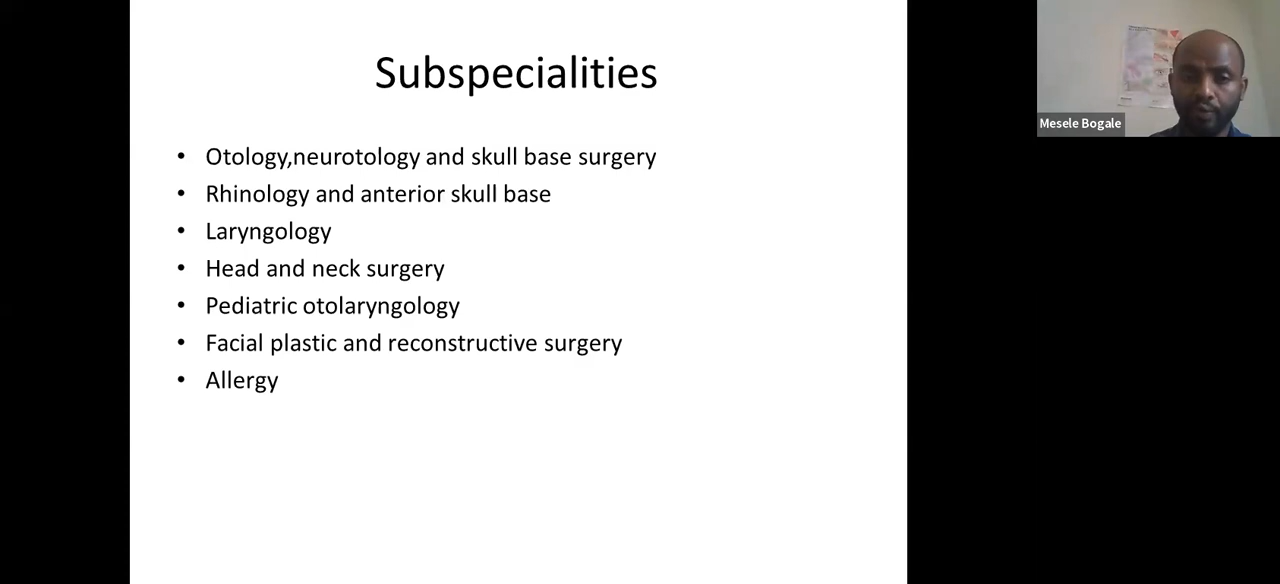 Subspecialities
• Otology,neurotology and skull base surgery
• Rhinology and anterior skull base
• Laryngology
• Head and neck surgery
• Pediatric otolaryngology
• Facial plastic and reconstructive surgery
• Allergy
Mesele Bogale